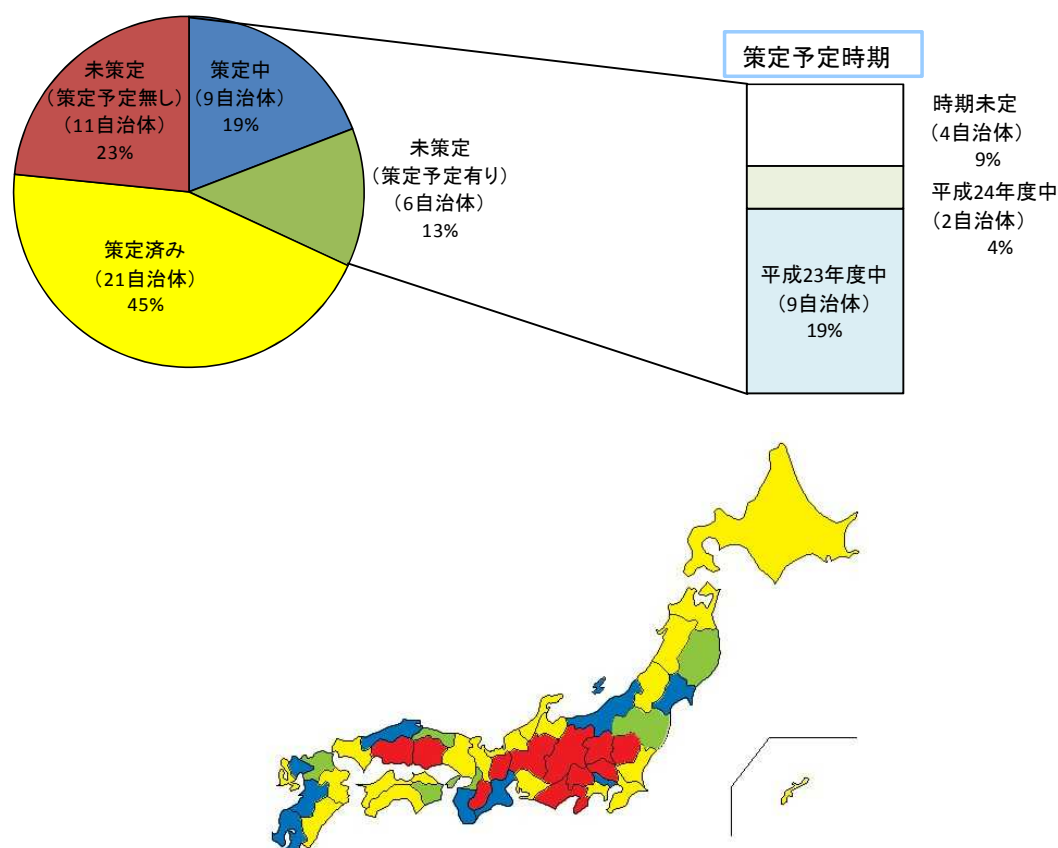 未策定
（策定予定無し）
（11自治体）
23%
策定中
（9自治体）
19%
未策定
（策定予定有り）
（6自治体）
13%
策定済み
（21自治体）
45%
策定予定時期
時期未定
（4自治体）
9%
平成24年度中
（2自治体）
4%
平成23年度中
（9自治体）
19%